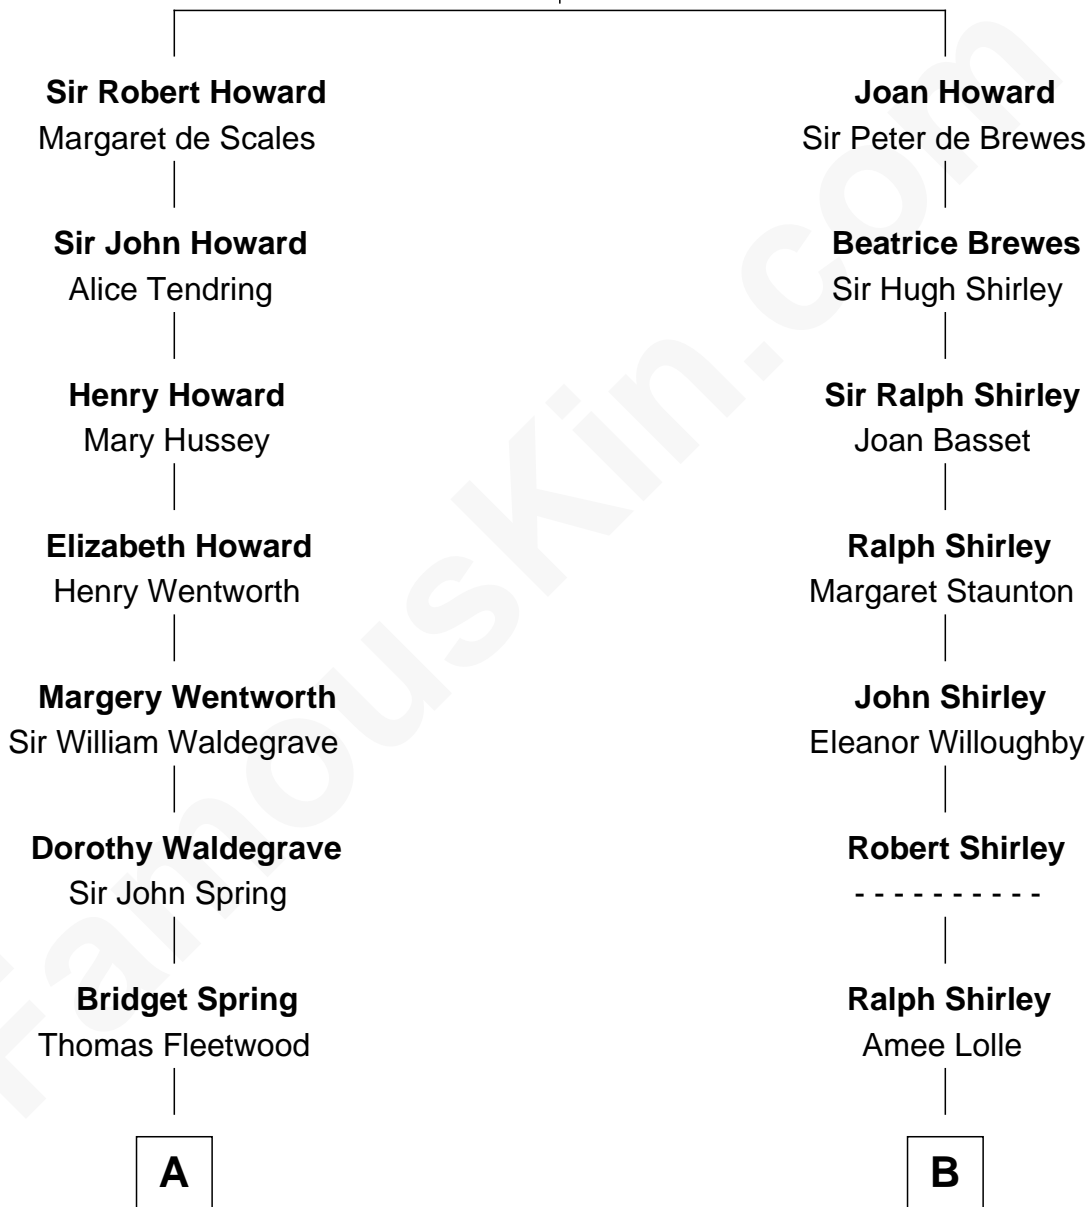 Sir Robert Howard
Margaret de Scales
Sir John Howard
Alice Tendring
Henry Howard
Mary Hussey
Elizabeth Howard
Henry Wentworth
Margery Wentworth
Sir William Waldegrave
Dorothy Waldegrave
Sir John Spring
Bridget Spring
Thomas Fleetwood
A
Joan Howard
Sir Peter de Brewes
Beatrice Brewes
Sir Hugh Shirley
Sir Ralph Shirley
Joan Basset
Ralph Shirley
Margaret Staunton
John Shirley
Eleanor Willoughby
Robert Shirley
- - - - - - - - - -
Ralph Shirley
Amee Lolle
B
FamousKin.com